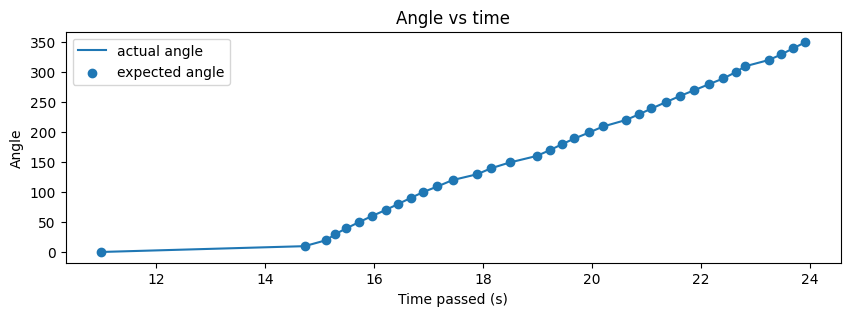 Angle vs time
actual angle
expected angle
Angle
350
300
250
200
150
100
50
0
12 14 16 18 20 22 24
Time passed (s)